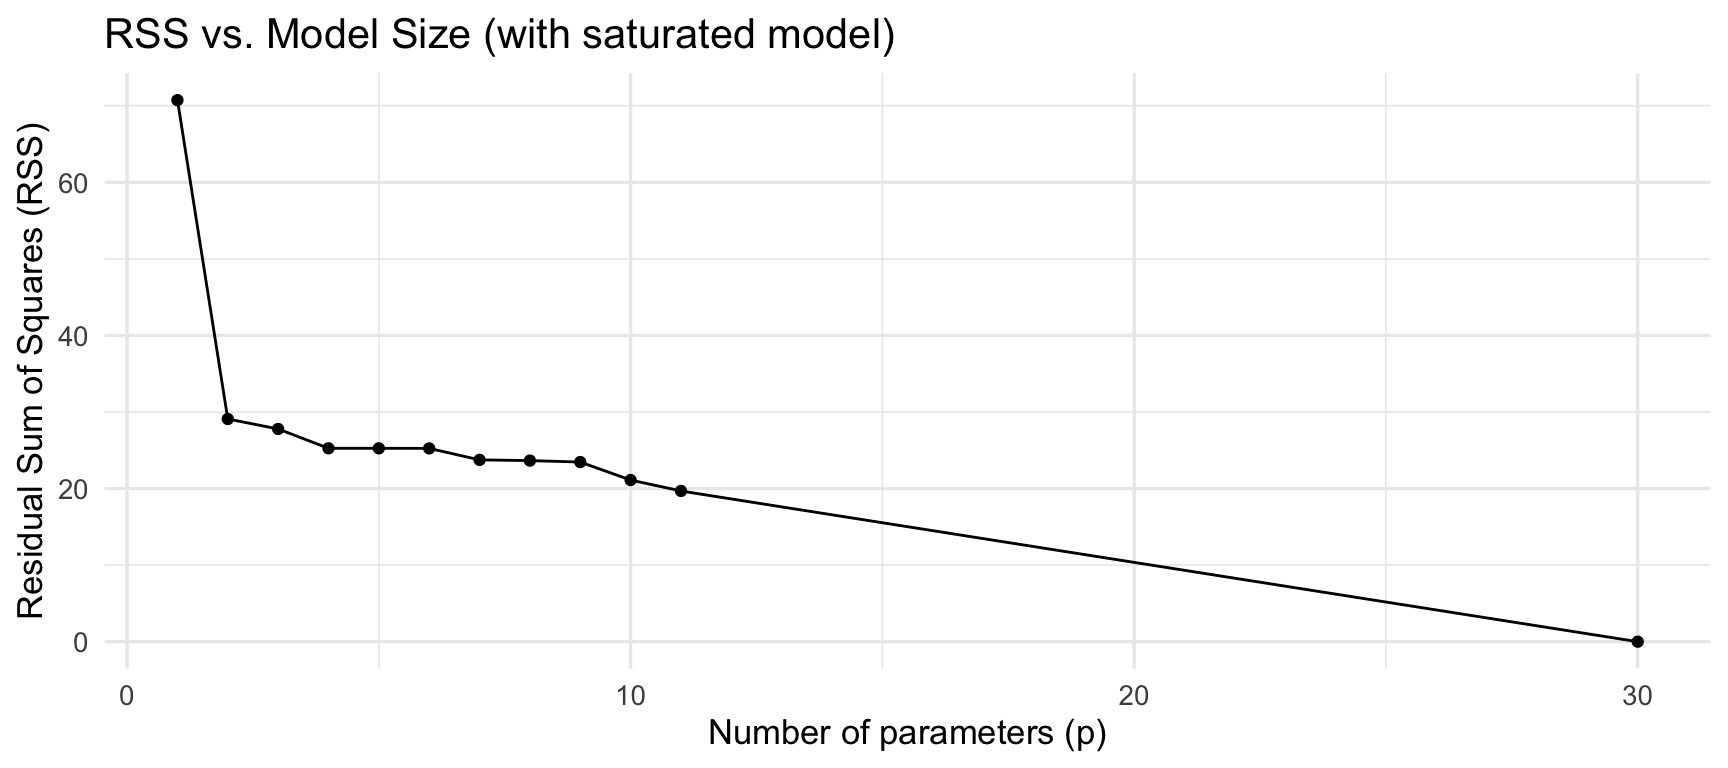 RSS vs. Model Size (with saturated model)
Residual Sum of Squares (RSS)
60
40
20
0
0 10 20 30
Number of parameters (p)